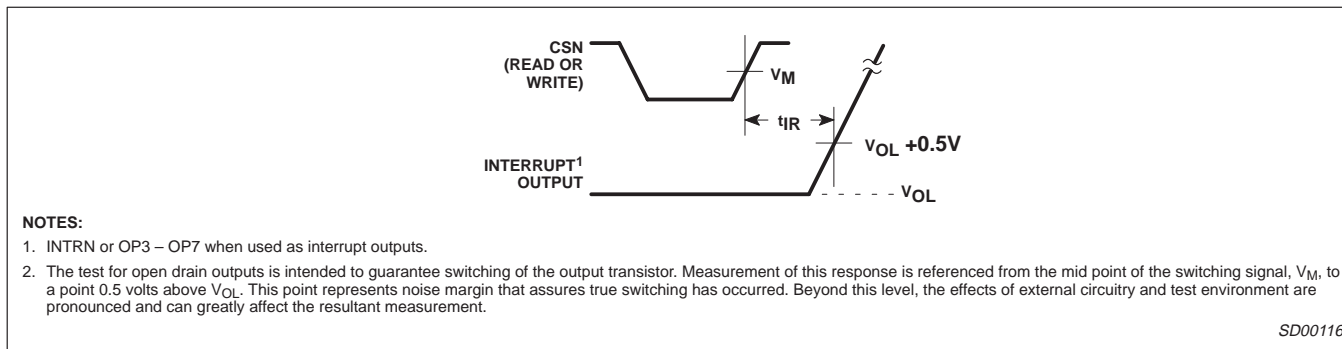 CSN
(READ OR
WRITE)
VM
tIR
VOL +0.5V
INTERRUPT1
OUTPUT
VOL
NOTES:
1. INTRN or OP3 – OP7 when used as interrupt outputs.
2. The test for open drain outputs is intended to guarantee switching of the output transistor. Measurement of this response is referenced from the mid point of the switching signal, VM, to
a point 0.5 volts above VOL. This point represents noise margin that assures true switching has occurred. Beyond this level, the effects of external circuitry and test environment are
pronounced and can greatly affect the resultant measurement.
SD00116